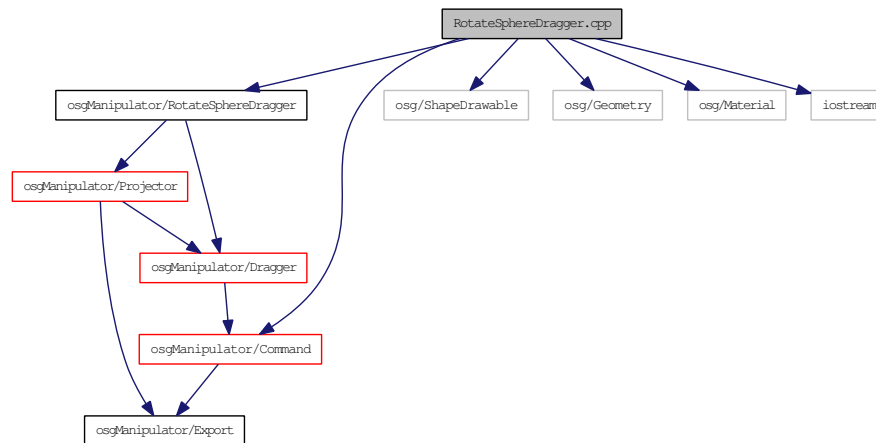 RotateSphereDragger.cpp
osgManipulator/RotateSphereDragger
osg/ShapeDrawable
osg/Geometry
osg/Material
iostream
osgManipulator/Projector
osgManipulator/Dragger
osgManipulator/Command
osgManipulator/Export